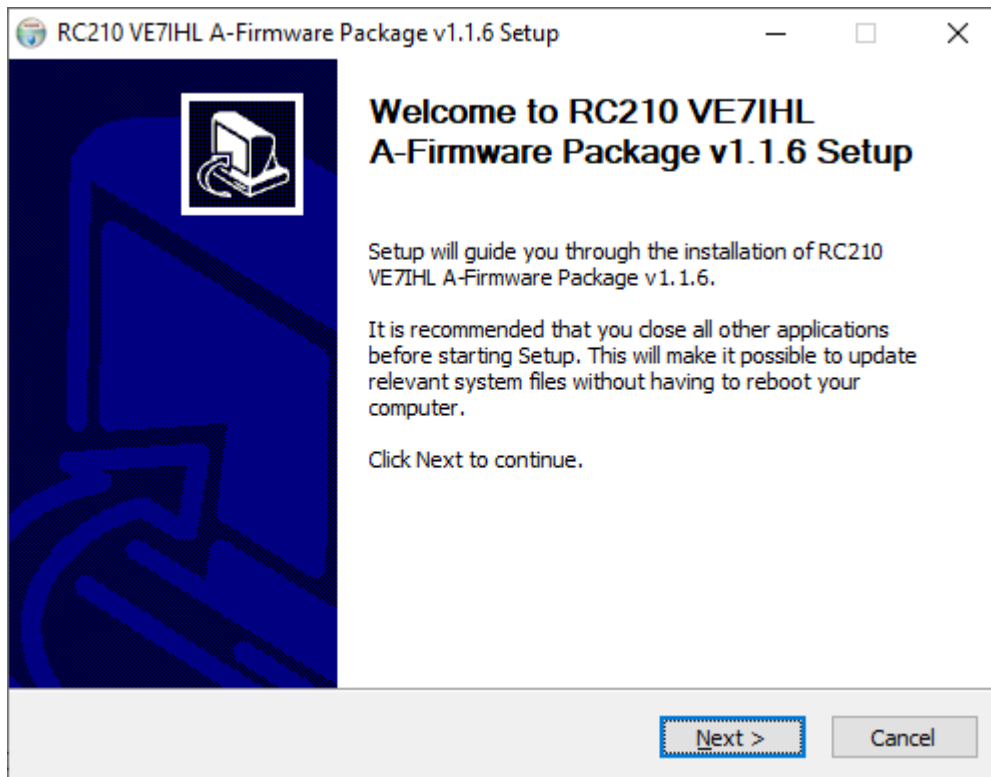 RC210 VE7IHL A-Firmware Package v1.1.6 Setup
Welcome to RC210 VE7IHL
A-Firmware Package v1.1.6 Setup
Setup will guide you through the installation of RC210
VE7IHL A-Firmware Package v1.1.6.
It is recommended that you close all other applications
before starting Setup. This will make it possible to update
relevant system files without having to reboot your
computer.
Click Next to continue.
Next >
Cancel